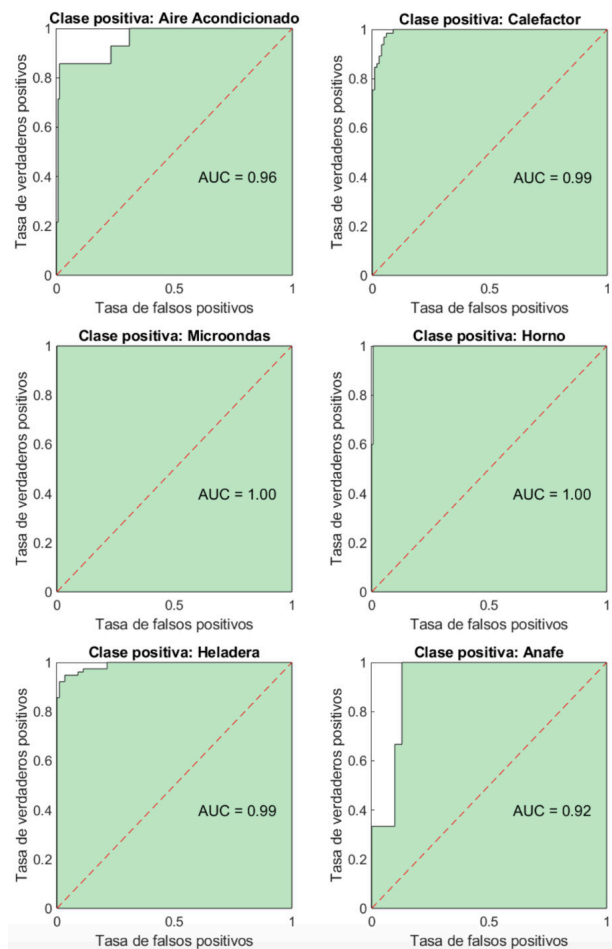 Clase positiva: Aire Acondicionado
1
0.8
0.6
0.4
0.2
0
Tasa de verdaderos positivos
AUC = 0.96
0
0.5
1
Tasa de falsos positivos
Clase positiva: Calefactor
1
0.8
0.6
0.4
0.2
0
Tasa de verdaderos positivos
AUC = 0.99
0
0.5
1
Tasa de falsos positivos
Clase positiva: Microondas
1
0.8
0.6
0.4
0.2
0
Tasa de verdaderos positivos
AUC = 1.00
0
0.5
1
Tasa de falsos positivos
Clase positiva: Horno
1
0.8
0.6
0.4
0.2
0
Tasa de verdaderos positivos
AUC = 1.00
0
0.5
1
Tasa de falsos positivos
Clase positiva: Heladera
1
0.8
0.6
0.4
0.2
0
Tasa de verdaderos positivos
AUC = 0.99
0
0.5
1
Tasa de falsos positivos
Clase positiva: Anafe
1
0.8
0.6
0.4
0.2
0
Tasa de verdaderos positivos
AUC = 0.92
0
0.5
1
Tasa de falsos positivos